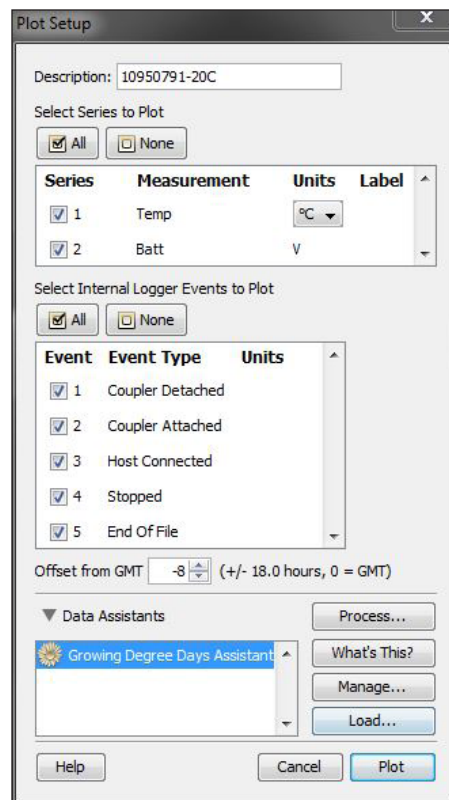 Plot Setup
x
Description: 10950791-20C
Select Series to Plot
All None
Series Measurement Units Label
1 Temp °C
2 Batt V
Select Internal Logger Events to Plot
All None
Event Event Type Units
1 Coupler Detached
2 Coupler Attached
3 Host Connected
4 Stopped
5 End Of File
Offset from GMT -8 (+/- 18.0 hours, 0 = GMT)
Data Assistants Process...
Growing Degree Days Assistant What's This?
Manage...
Load...
Help Cancel Plot